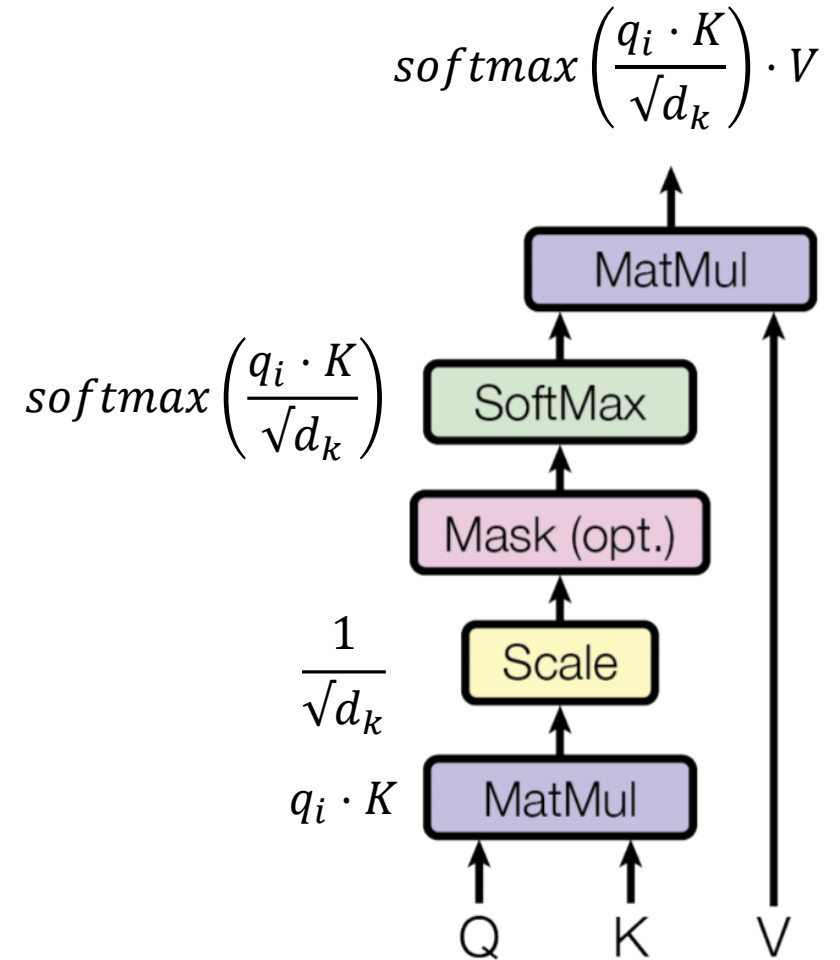 softmax(q_i · K / √d_k) · V
MatMul
softmax(q_i · K / √d_k)
SoftMax
Mask (opt.)
1 / √d_k
Scale
q_i · K
MatMul
Q K V